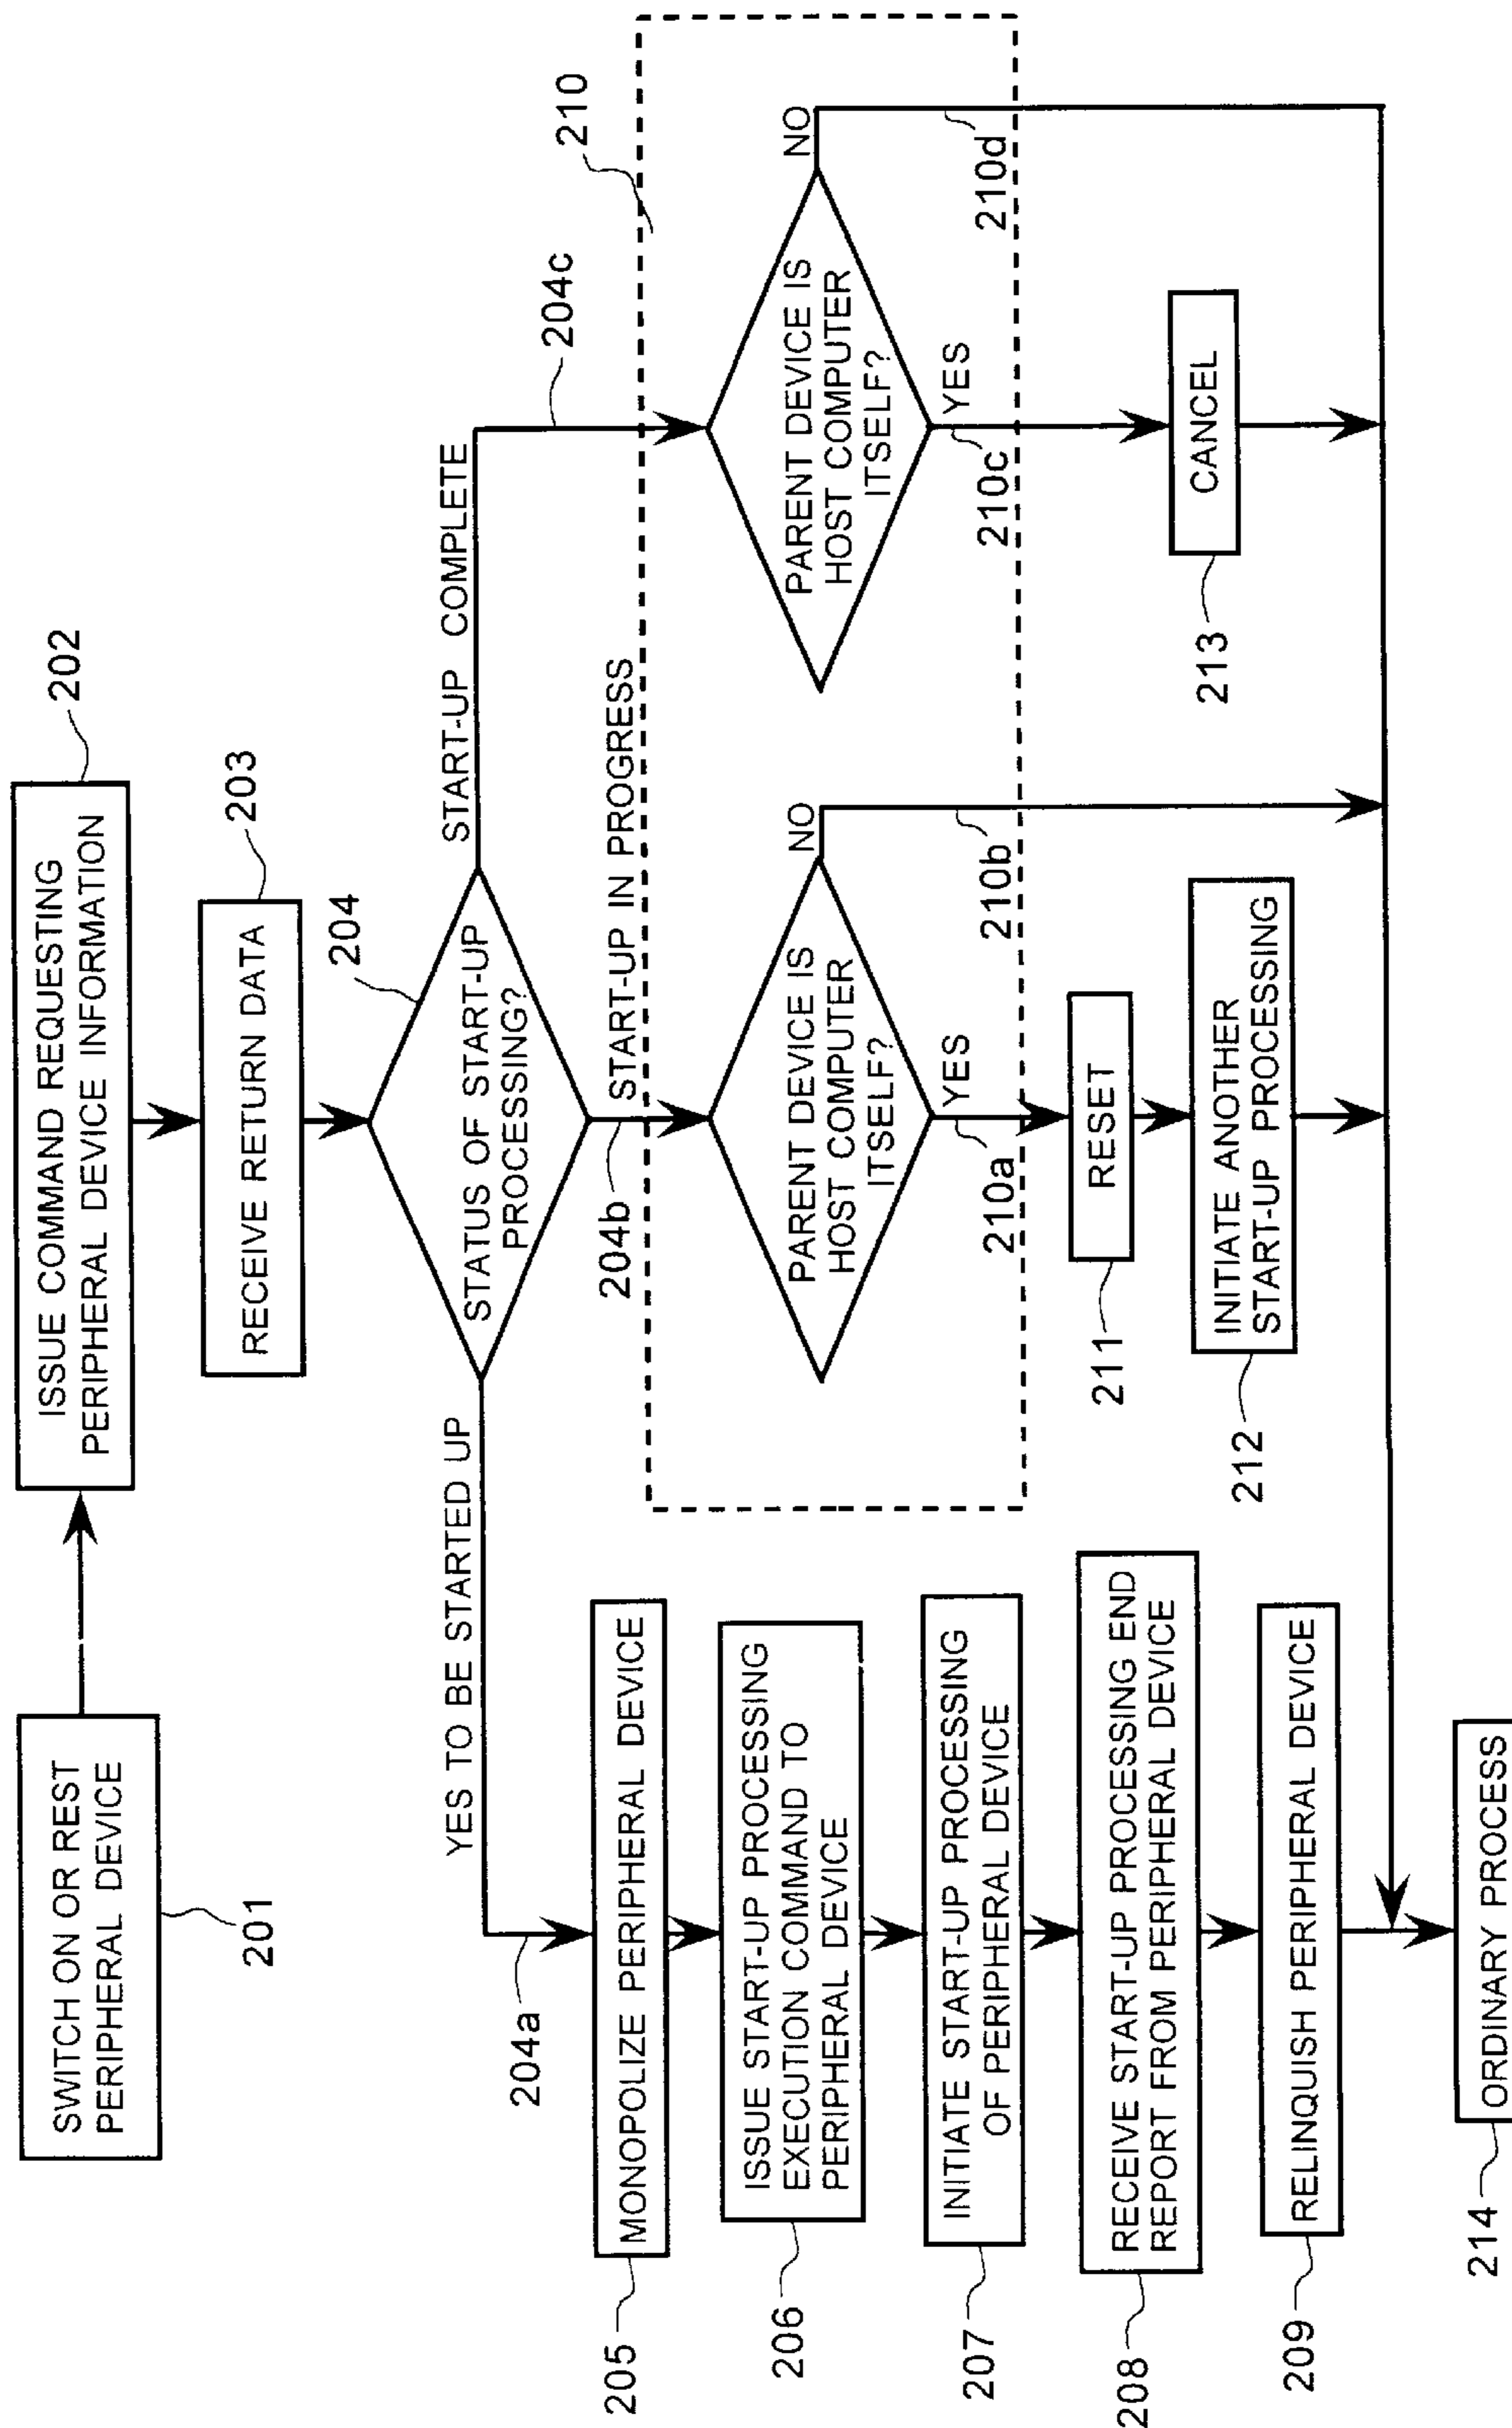 SWITCH ON OR REST
PERIPHERAL DEVICE
201
ISSUE COMMAND REQUESTING
PERIPHERAL DEVICE INFORMATION
202
RECEIVE RETURN DATA
203
STATUS OF START-UP
PROCESSING?
204
YES TO BE STARTED UP
204a
START-UP IN PROGRESS
204b
START-UP COMPLETE
204c
MONOPOLIZE PERIPHERAL DEVICE
205
ISSUE START-UP PROCESSING
EXECUTION COMMAND TO
PERIPHERAL DEVICE
206
INITIATE START-UP PROCESSING
OF PERIPHERAL DEVICE
207
RECEIVE START-UP PROCESSING END
REPORT FROM PERIPHERAL DEVICE
208
RELINQUISH PERIPHERAL DEVICE
209
210
PARENT DEVICE IS
HOST COMPUTER
ITSELF?
YES
210a
NO
210b
RESET
211
INITIATE ANOTHER
START-UP PROCESSING
212
PARENT DEVICE IS
HOST COMPUTER
ITSELF?
YES
210c
NO
210d
CANCEL
213
ORDINARY PROCESS
214